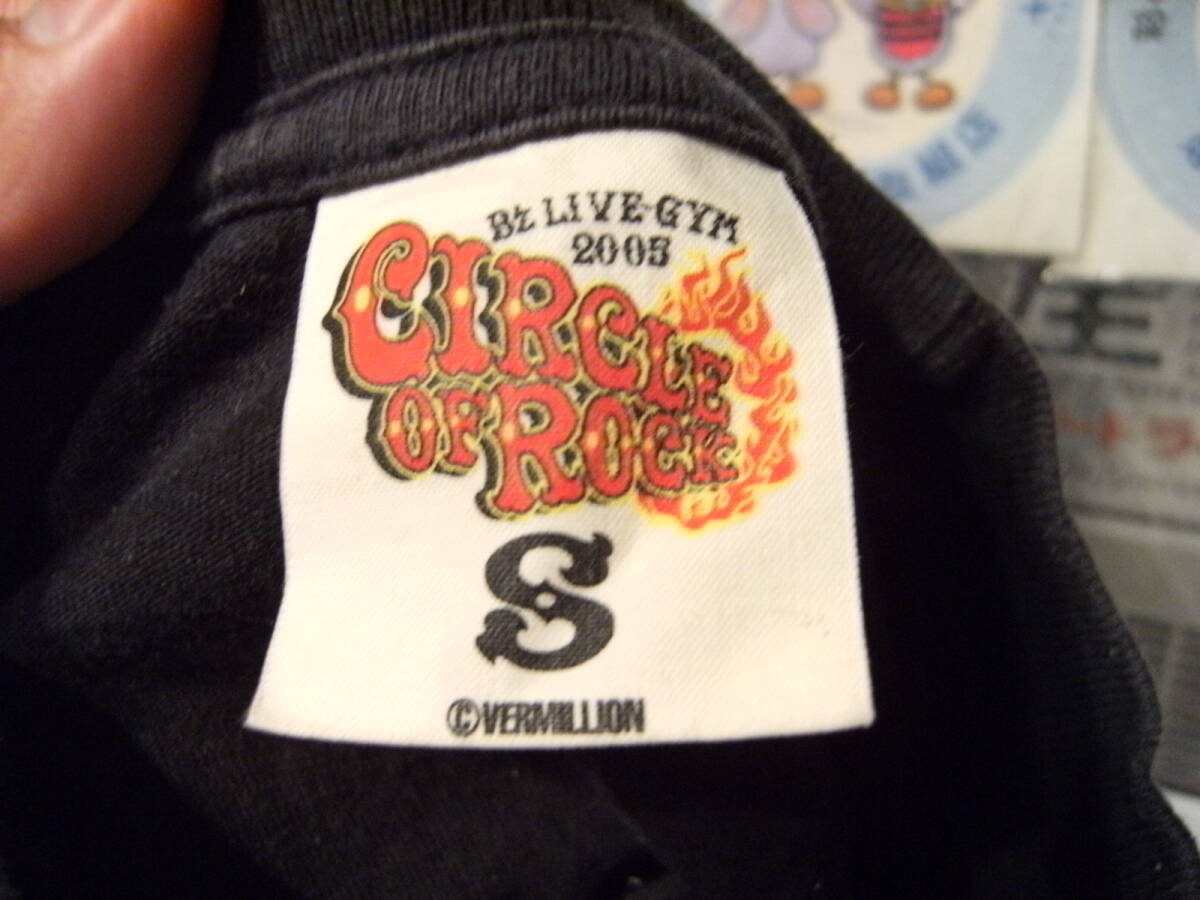 B'z LIVE-GYM
2005
CIRCLE
OF ROCK
S
©VERMILLION